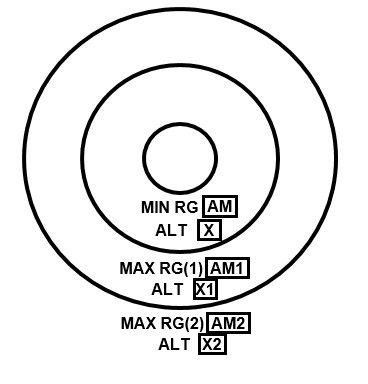 MIN RG AM
ALT X
MAX RG(1) AM1
ALT X1
MAX RG(2) AM2
ALT X2